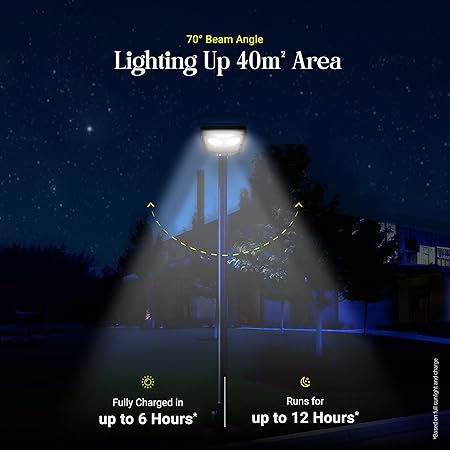 70° Beam Angle
Lighting Up 40m² Area
Fully Charged in
up to 6 Hours*
Runs for
up to 12 Hours*
*Based on full sunlight and charge